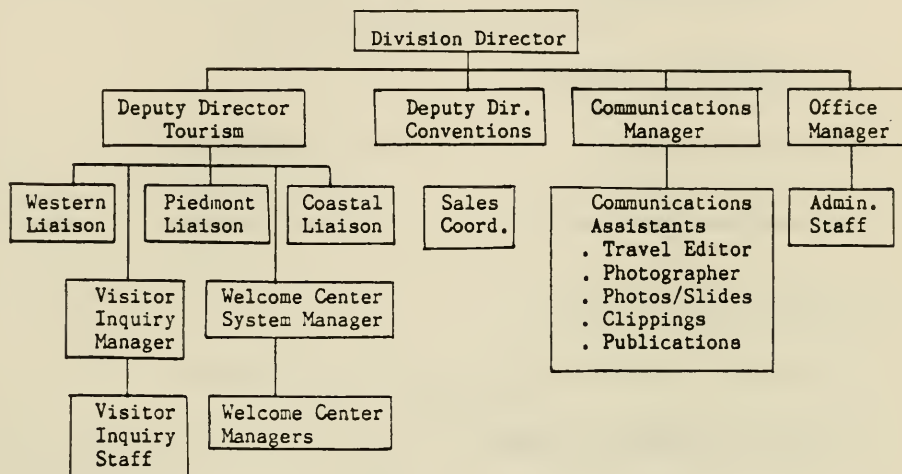 Division Director
Deputy Director
Tourism
Deputy Dir.
Conventions
Communications
Manager
Office
Manager
Western
Liaison
Piedmont
Liaison
Coastal
Liaison
Sales
Coord.
Communications
Assistants
. Travel Editor
. Photographer
. Photos/Slides
. Clippings
. Publications
Admin.
Staff
Visitor
Inquiry
Manager
Welcome Center
System Manager
Visitor
Inquiry
Staff
Welcome Center
Managers